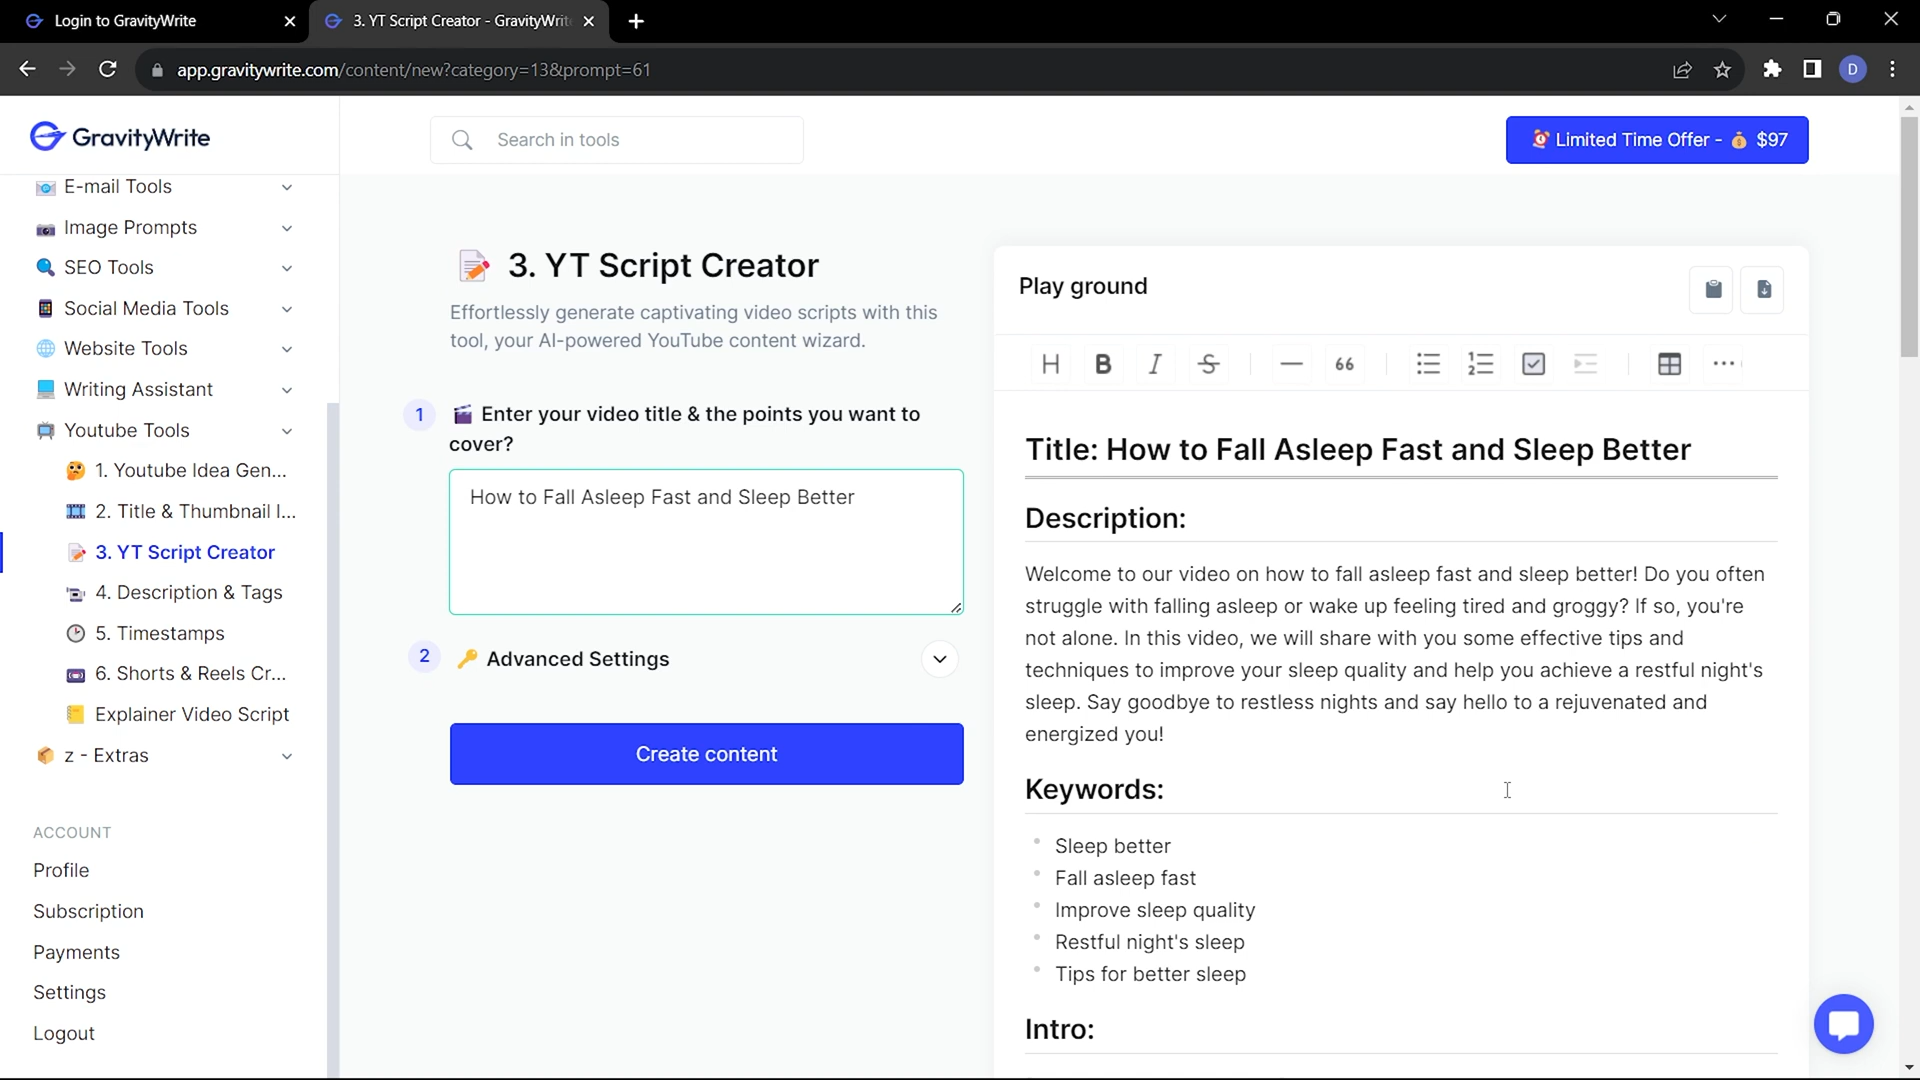 Login to GravityWrite
3. YT Script Creator - GravityWrit
app.gravitywrite.com/content/new?category=13&prompt=61
D
GravityWrite
Search in tools
Limited Time Offer - 💰 $97
E-mail Tools
Image Prompts
SEO Tools
Social Media Tools
Website Tools
Writing Assistant
Youtube Tools
1. Youtube Idea Gen...
2. Title & Thumbnail I...
3. YT Script Creator
4. Description & Tags
5. Timestamps
6. Shorts & Reels Cr...
Explainer Video Script
z - Extras
ACCOUNT
Profile
Subscription
Payments
Settings
Logout
3. YT Script Creator
Effortlessly generate captivating video scripts with this
tool, your AI-powered YouTube content wizard.
1
Enter your video title & the points you want to
cover?
How to Fall Asleep Fast and Sleep Better
2
Advanced Settings
Create content
Play ground
Title: How to Fall Asleep Fast and Sleep Better
Description:
Welcome to our video on how to fall asleep fast and sleep better! Do you often
struggle with falling asleep or wake up feeling tired and groggy? If so, you're
not alone. In this video, we will share with you some effective tips and
techniques to improve your sleep quality and help you achieve a restful night's
sleep. Say goodbye to restless nights and say hello to a rejuvenated and
energized you!
Keywords:
Sleep better
Fall asleep fast
Improve sleep quality
Restful night's sleep
Tips for better sleep
Intro: